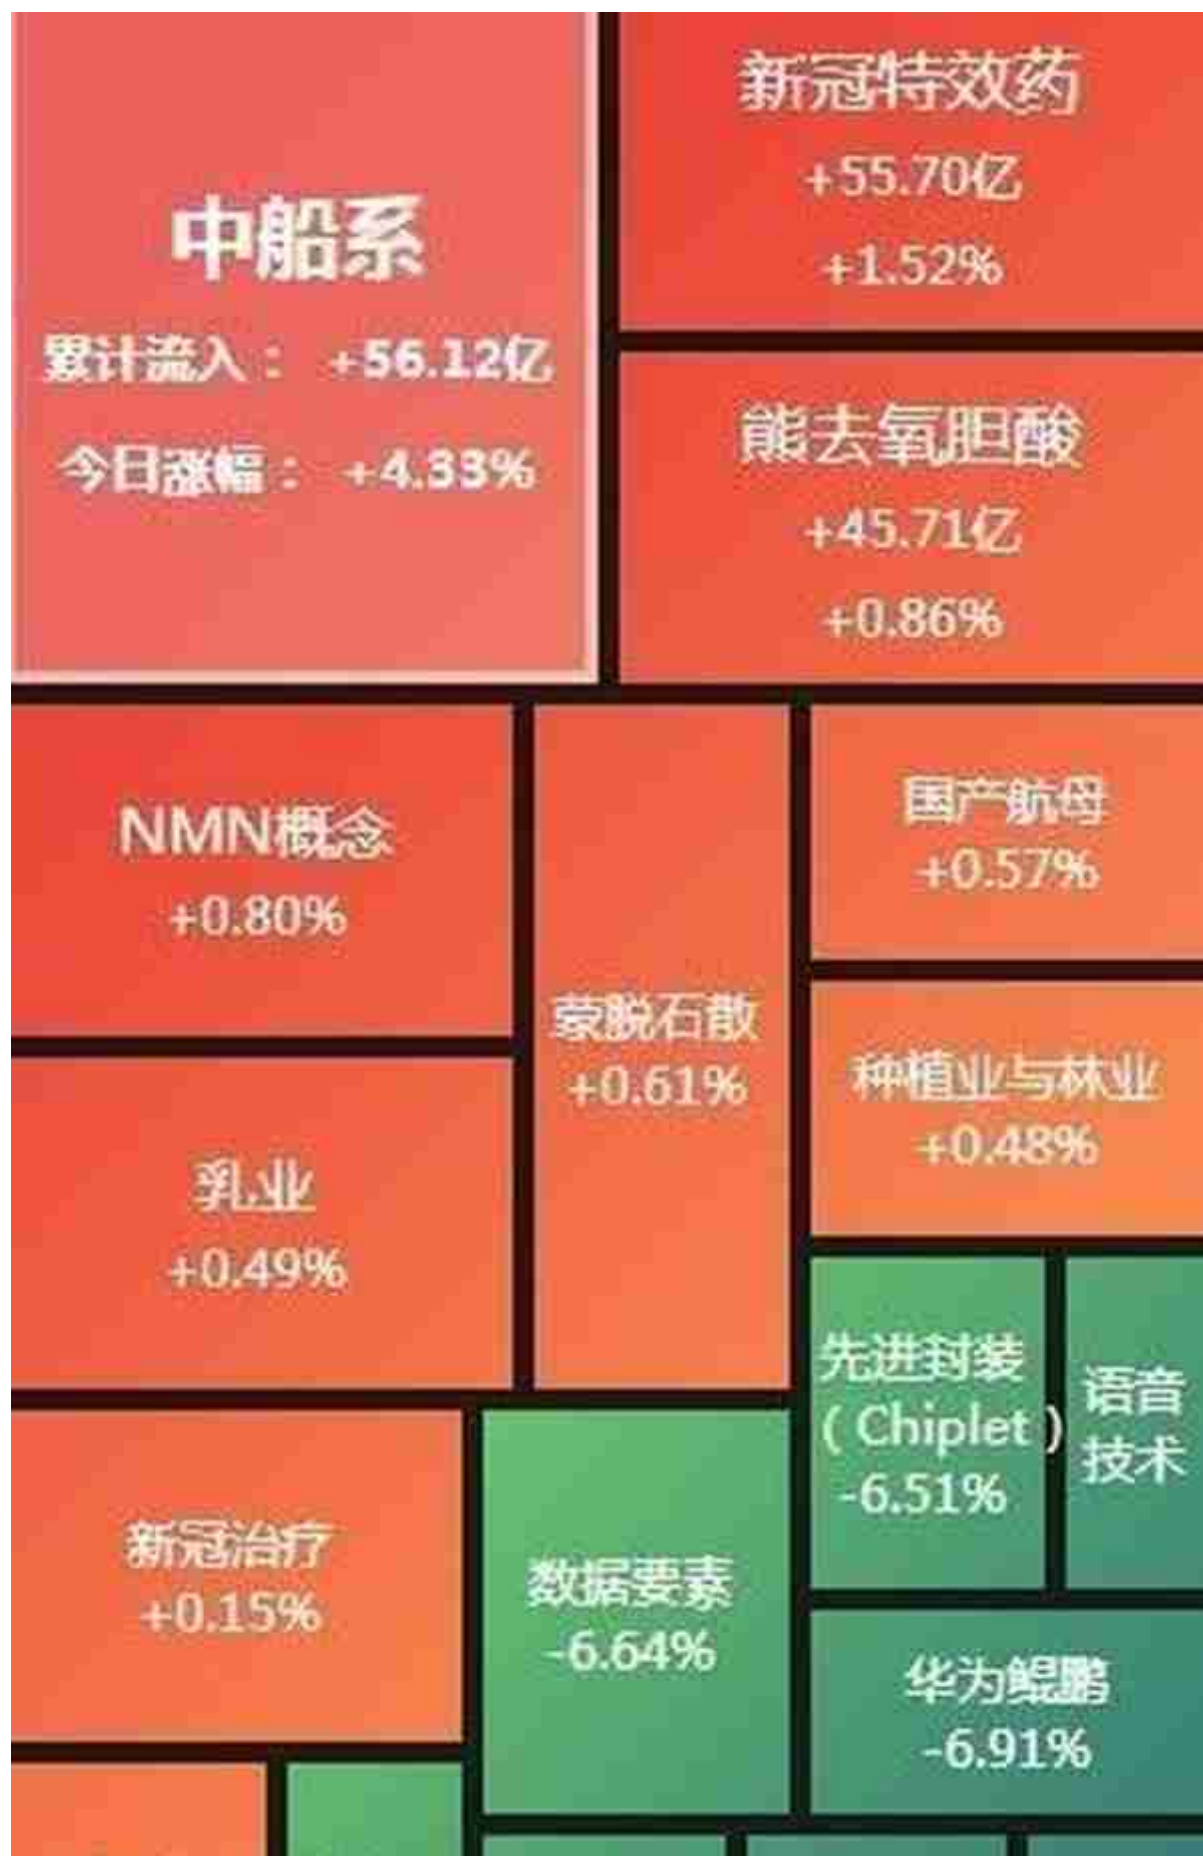 中船系
累计流入： +56.12亿
今日涨幅： +4.33%
新冠特效药
+55.70亿
+1.52%
熊去氧胆酸
+45.71亿
+0.86%
NMN概念
+0.80%
乳业
+0.49%
蒙脱石散
+0.61%
国产航母
+0.57%
种植业与林业
+0.48%
先进封装
(Chiplet)
-6.51%
语音
技术
新冠治疗
+0.15%
数据要素
-6.64%
华为鲲鹏
-6.91%